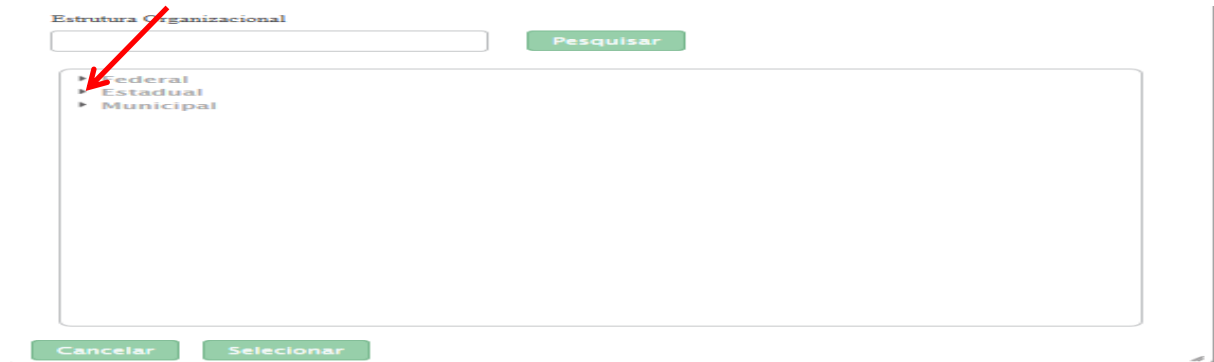 Estrutura Organizacional
Pesquisar
Federal
Estadual
Municipal
Cancelar Selecionar